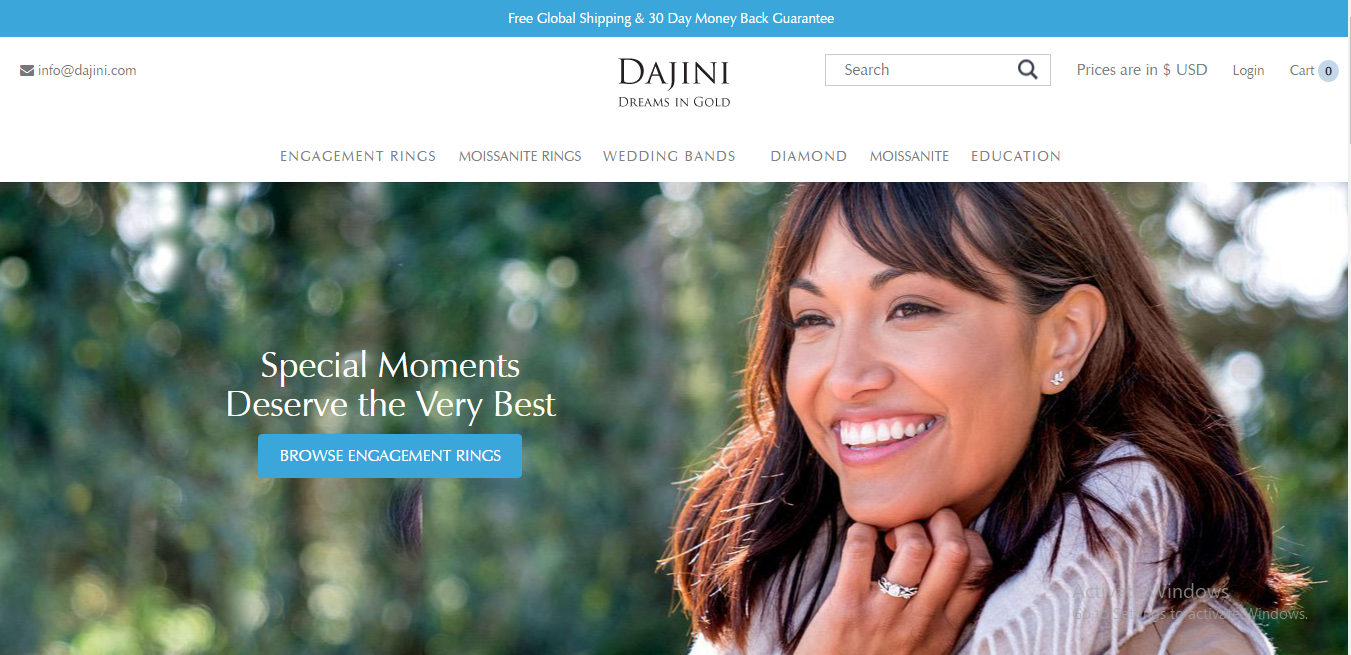 Free Global Shipping & 30 Day Money Back Guarantee
info@dajini.com
DAJINI
DREAMS IN GOLD
Search
Prices are in $ USD
Login
Cart 0
ENGAGEMENT RINGS MOISSANITE RINGS WEDDING BANDS DIAMOND MOISSANITE EDUCATION
Special Moments
Deserve the Very Best
BROWSE ENGAGEMENT RINGS
Activate Windows
Go to Settings to activate Windows.